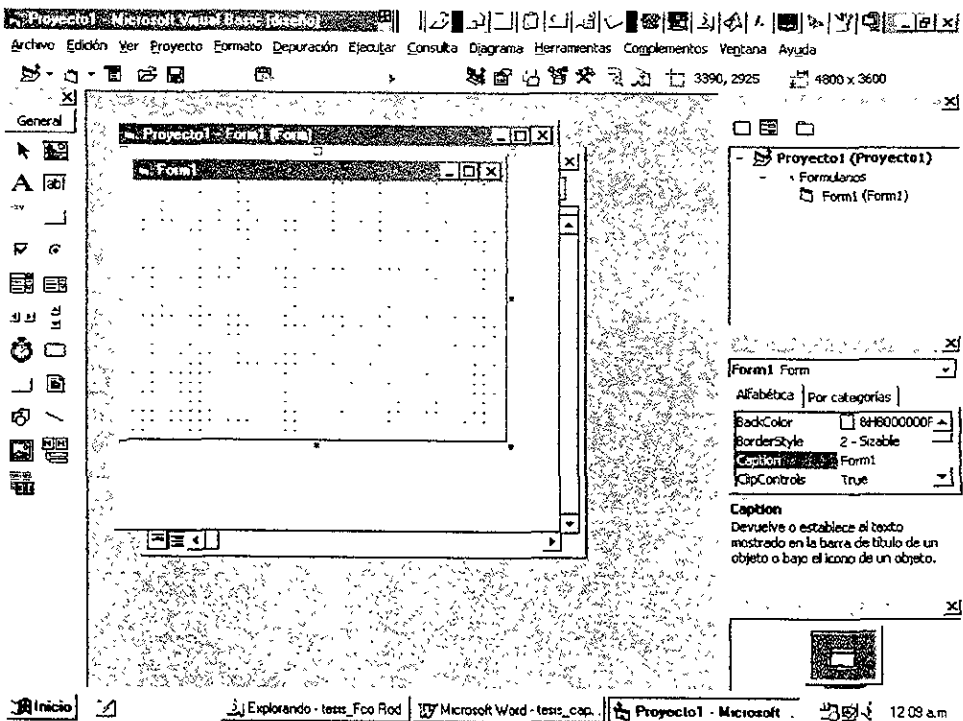 Proyecto1 - Microsoft Visual Basic [diseño]
Archivo Edición Ver Proyecto Formato Depuración Ejecutar Consulta Diagrama Herramientas Complementos Ventana Ayuda
3390, 2925 4800 x 3600
General
Proyecto1 - Form1 (Form)
Form1
A ab|
Proyecto1 (Proyecto1)
Formularios
Form1 (Form1)
Form1 Form
Alfabética Por categorías
BackColor &H8000000F
BorderStyle 2 - Sizable
Caption Form1
ClipControls True
Caption
Devuelve o establece el texto
mostrado en la barra de título de un
objeto o bajo el icono de un objeto.
Inicio Explorando - tesis_Fco Rod Microsoft Word - tesis_cap... Proyecto1 - Microsoft 12 09 a.m